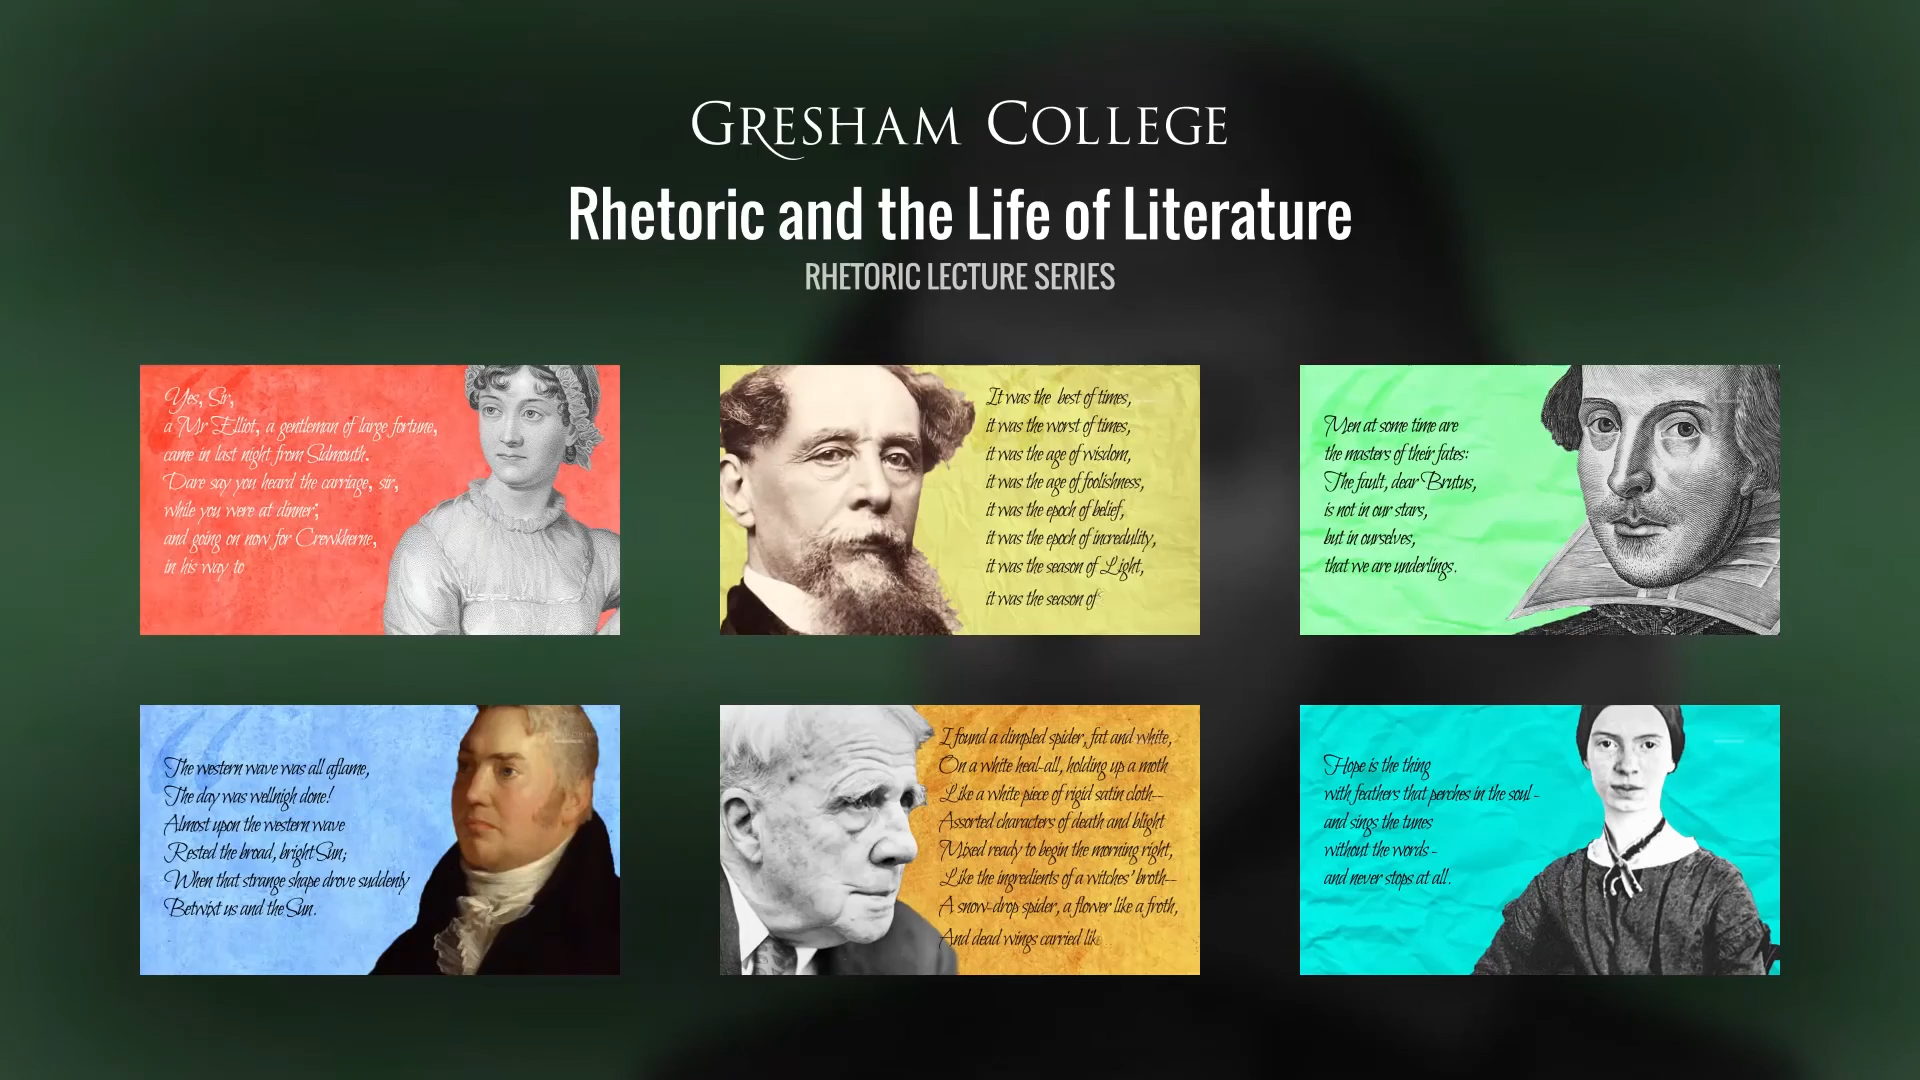 GRESHAM COLLEGE
Rhetoric and the Life of Literature
RHETORIC LECTURE SERIES
Yes, Sir,
a Mr Elliot, a gentleman of large fortune,
came in last night from Sidmouth.
Dare say you heard the carriage, sir,
while you were at dinner;
and going on now for Crewkherne,
in his way to
It was the best of times,
it was the worst of times,
it was the age of wisdom,
it was the age of foolishness,
it was the epoch of belief,
it was the epoch of incredulity,
it was the season of Light,
it was the season of
Men at some time are
the masters of their fates:
The fault, dear Brutus,
is not in our stars,
but in ourselves,
that we are underlings.
The western wave was all aflame,
The day was wellnigh done!
Almost upon the western wave
Rested the broad, bright Sun;
When that strange shape drove suddenly
Betwixt us and the Sun.
I found a dimpled spider, fat and white,
On a white heal-all, holding up a moth
Like a white piece of rigid satin cloth--
Assorted characters of death and blight
Mixed ready to begin the morning right,
Like the ingredients of a witches' broth--
A snow-drop spider, a flower like a froth,
And dead wings carried lik
Hope is the thing
with feathers that perches in the soul -
and sings the tunes
without the words -
and never stops at all.